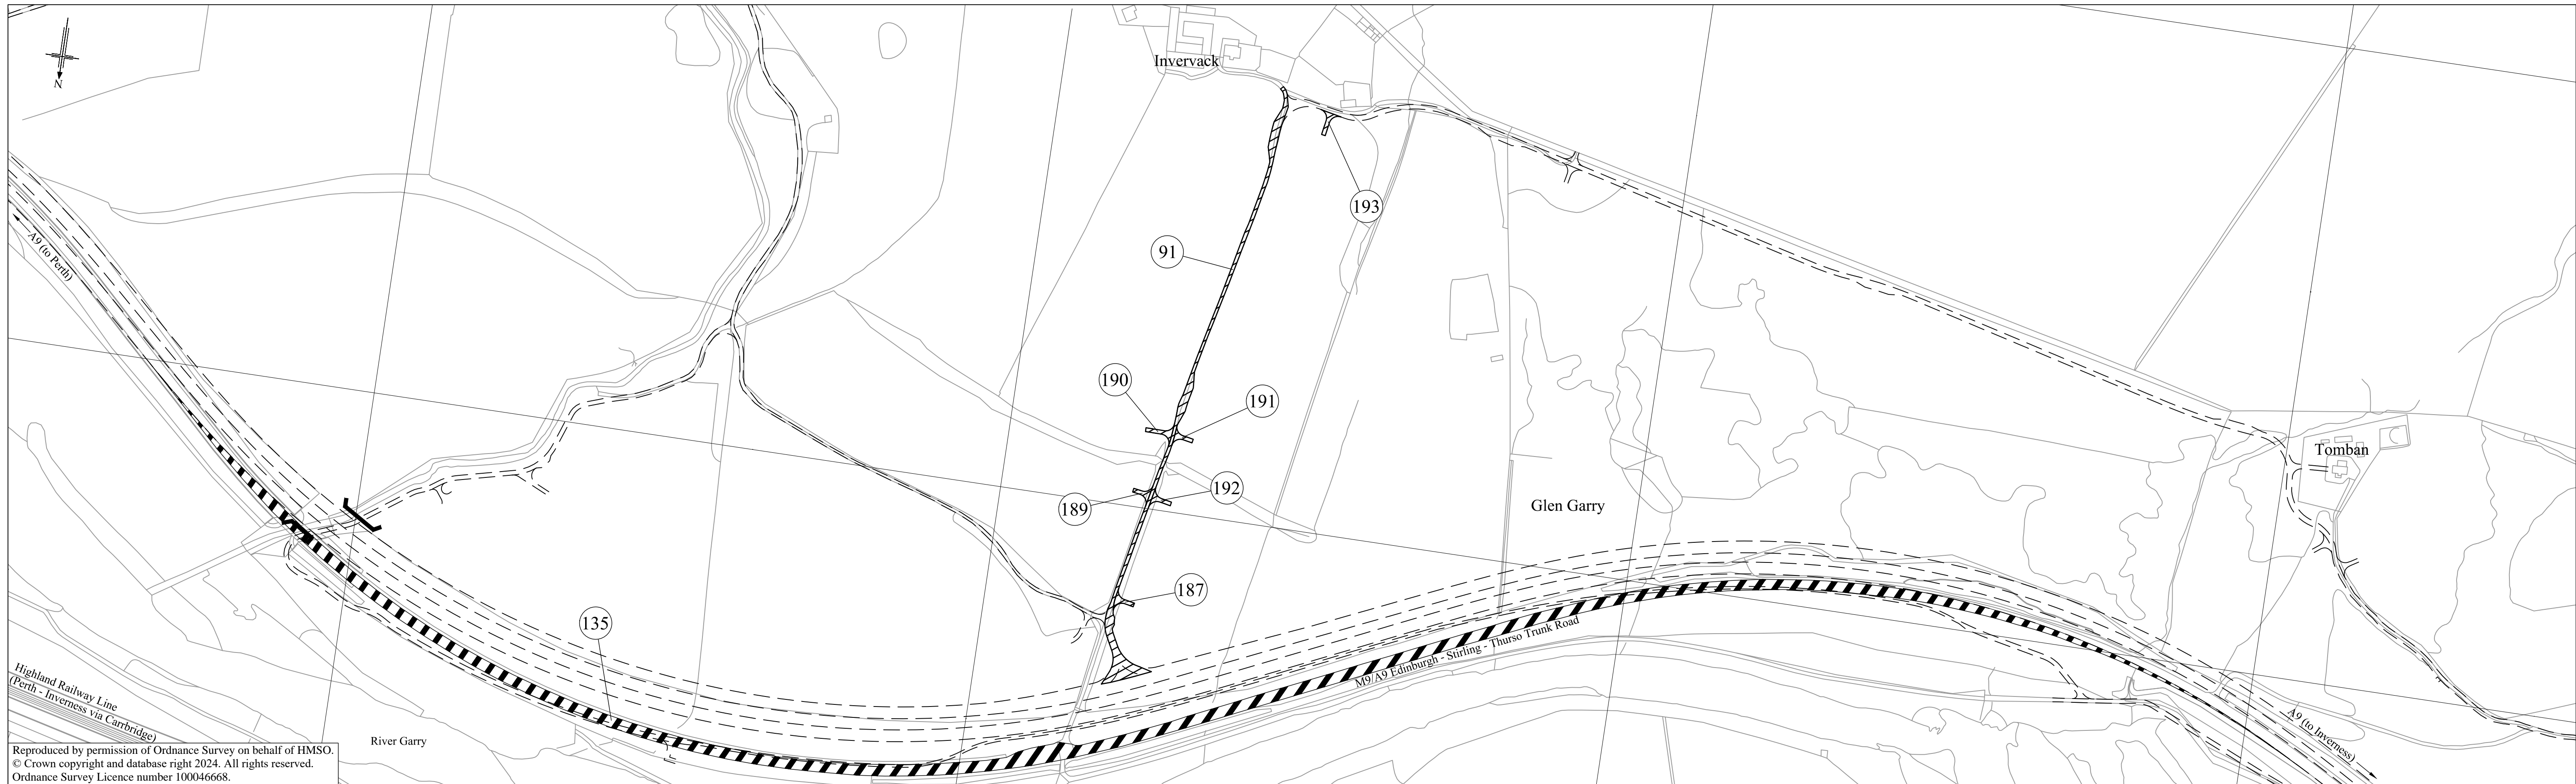 N
Invervack
A9 (to Perth)
193
91
190
191
189
192
187
135
Tomban
Glen Garry
M9/A9 Edinburgh - Stirling - Thurso Trunk Road
A9 (to Inverness)
Highland Railway Line
(Perth - Inverness via Carrbridge)
River Garry
Reproduced by permission of Ordnance Survey on behalf of HMSO.
© Crown copyright and database right 2024. All rights reserved.
Ordnance Survey Licence number 100046668.